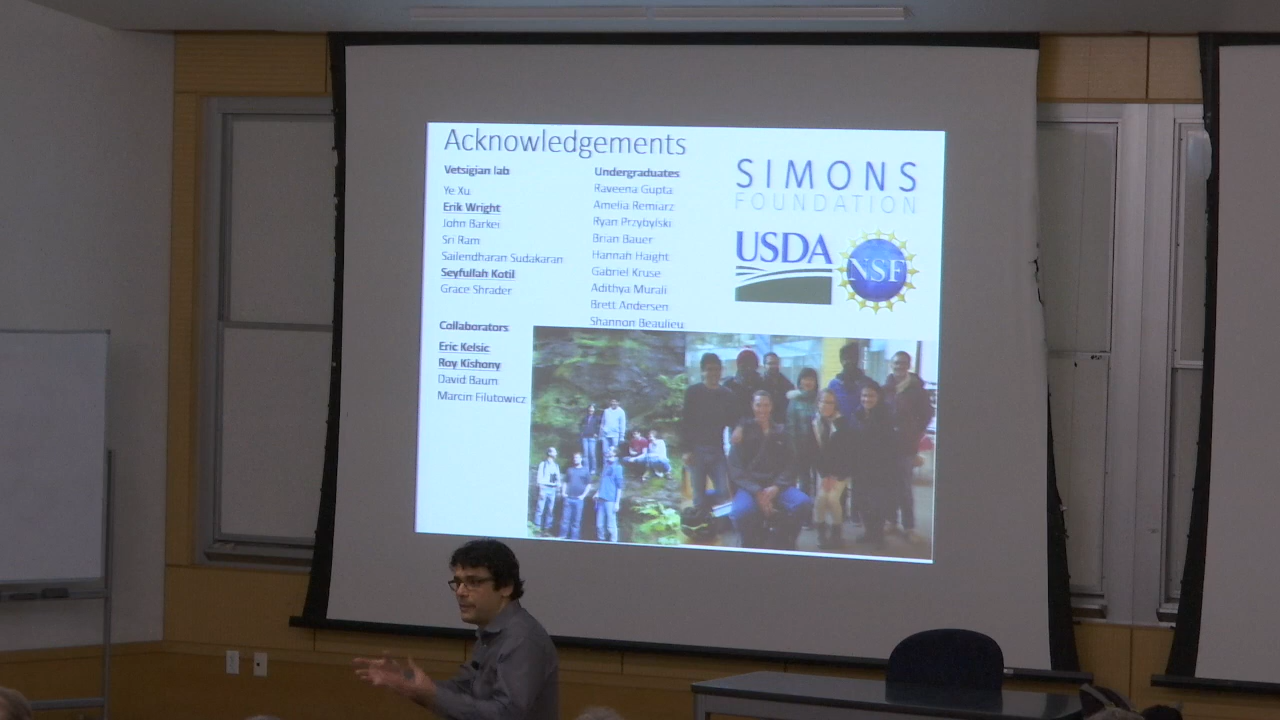 Acknowledgements
Vetsigian lab
Ye Xu
Erik Wright
John Barker
Sri Ram
Sailendharan Sudakaran
Seyfullah Kotil
Grace Shrader
Collaborators
Eric Kelsic
Roy Kishony
David Baum
Marcin Filutowicz
Undergraduates
Raveena Gupta
Amelia Remiarz
Ryan Przybylski
Brian Bauer
Hannah Haight
Gabriel Kruse
Adithya Murali
Brett Andersen
Shannon Beaulieu
SIMONS
FOUNDATION
USDA
NSF